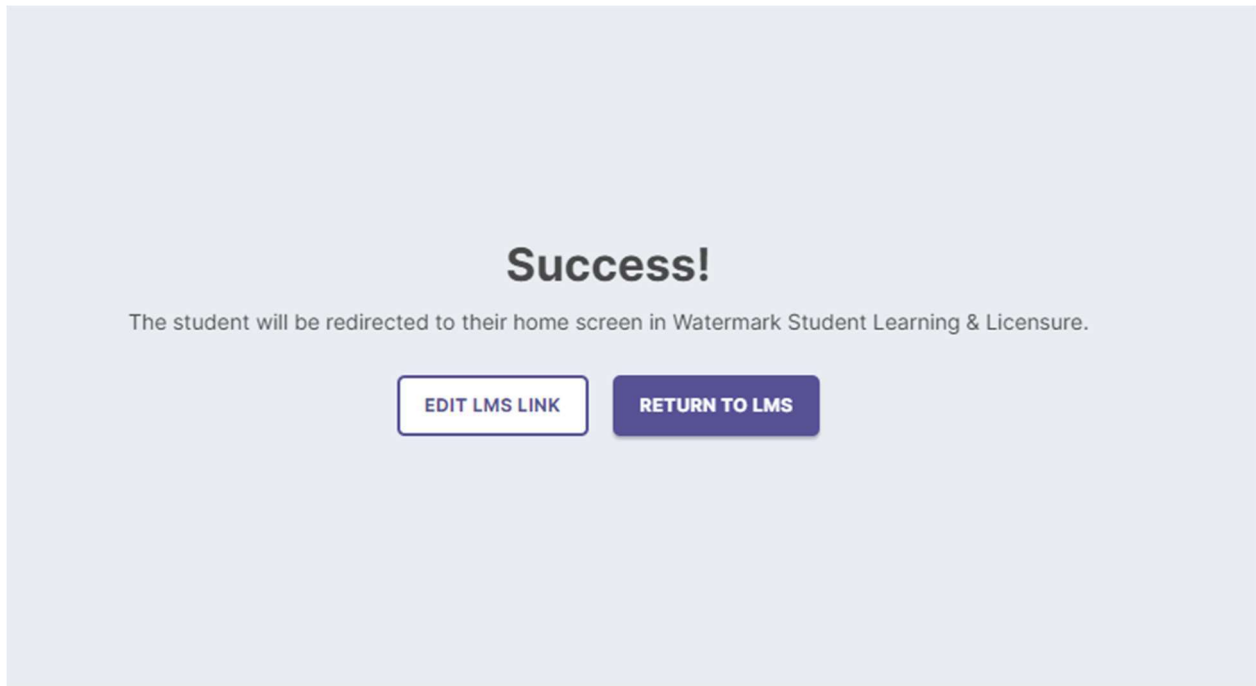 Success!
The student will be redirected to their home screen in Watermark Student Learning & Licensure.
EDIT LMS LINK
RETURN TO LMS